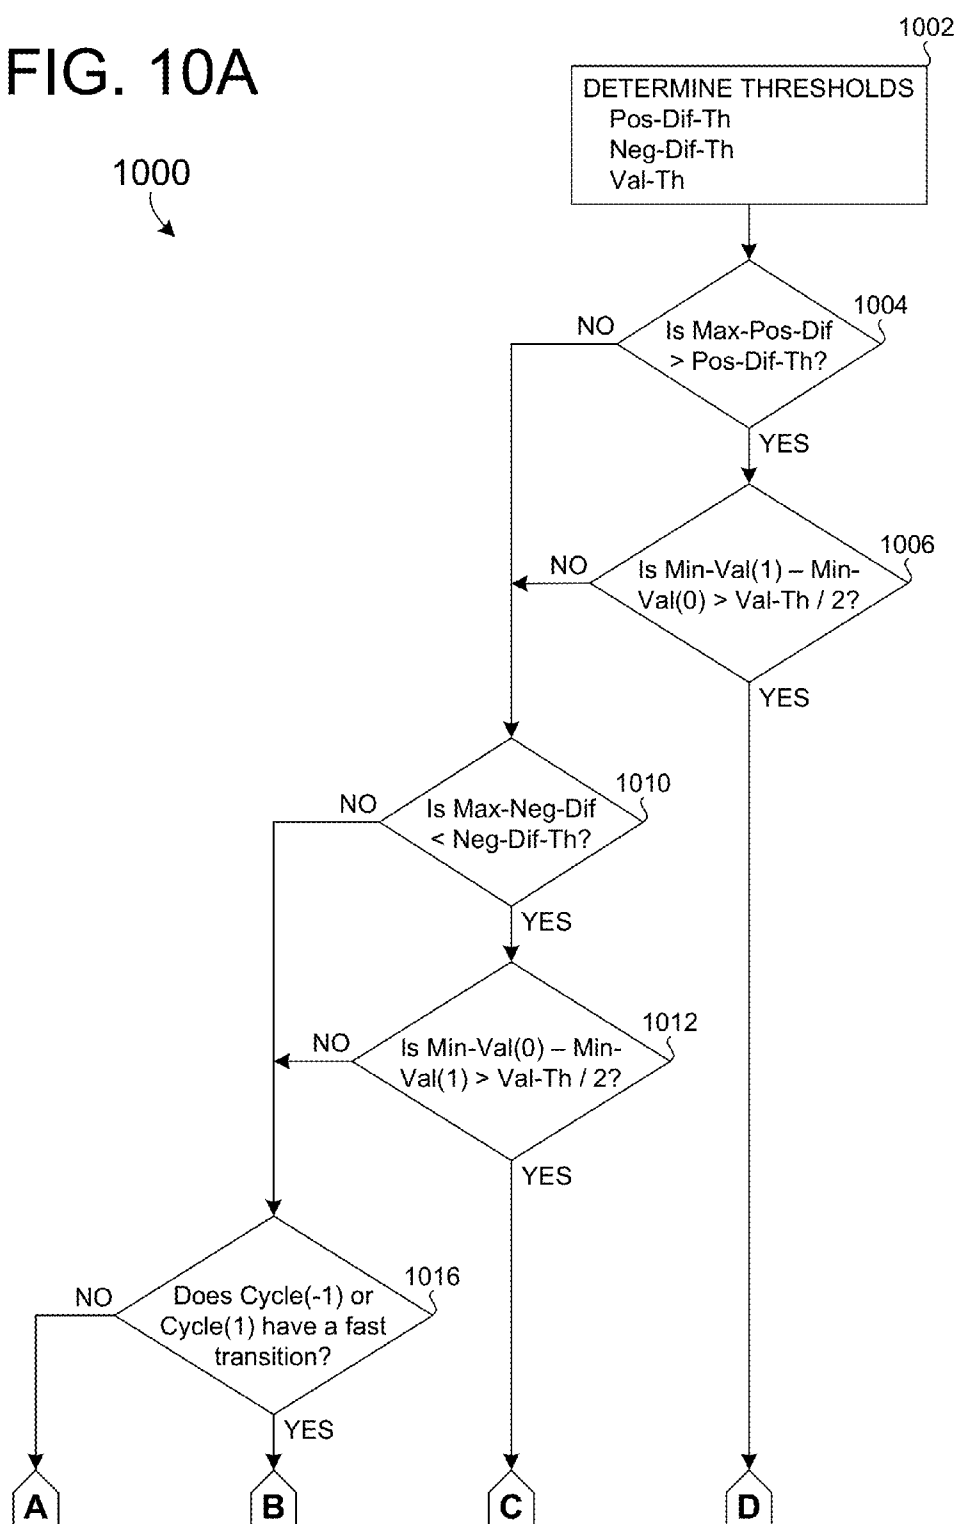 FIG. 10A
1000
1002
DETERMINE THRESHOLDS
Pos-Dif-Th
Neg-Dif-Th
Val-Th
1004
NO
Is Max-Pos-Dif
> Pos-Dif-Th?
YES
1006
NO
Is Min-Val(1) – Min-
Val(0) > Val-Th / 2?
YES
1010
NO
Is Max-Neg-Dif
< Neg-Dif-Th?
YES
1012
NO
Is Min-Val(0) – Min-
Val(1) > Val-Th / 2?
YES
1016
NO
Does Cycle(-1) or
Cycle(1) have a fast
transition?
YES
A
B
C
D